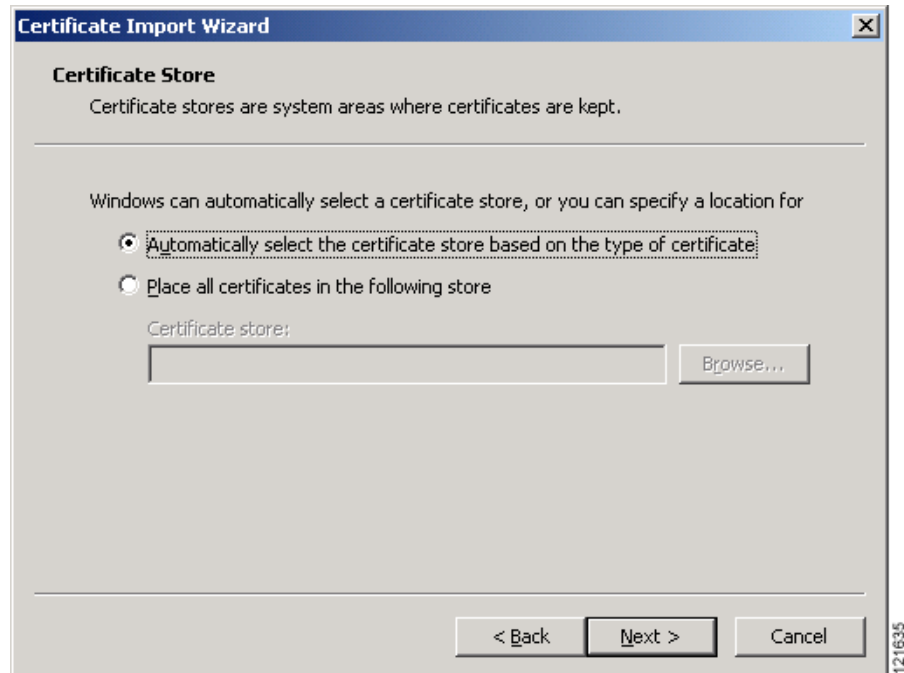 Certificate Import Wizard
Certificate Store
Certificate stores are system areas where certificates are kept.
Windows can automatically select a certificate store, or you can specify a location for
Automatically select the certificate store based on the type of certificate
Place all certificates in the following store
Certificate store:
Browse...
< Back
Next >
Cancel
121635